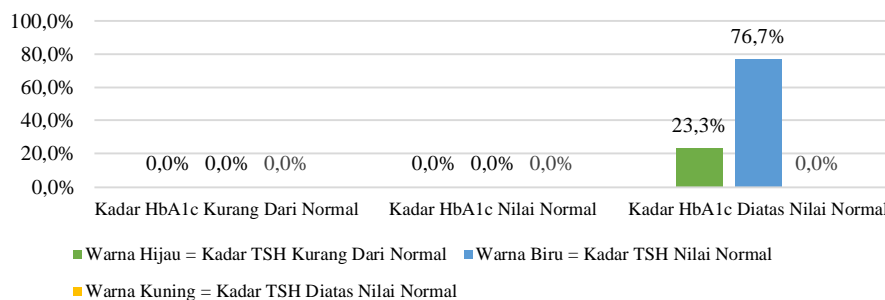 100,0%
80,0%
60,0%
40,0%
20,0%
0,0%
0,0% 0,0% 0,0%
0,0% 0,0% 0,0%
23,3% 76,7% 0,0%
Kadar HbA1c Kurang Dari Normal
Kadar HbA1c Nilai Normal
Kadar HbA1c Diatas Nilai Normal
Warna Hijau = Kadar TSH Kurang Dari Normal
Warna Biru = Kadar TSH Nilai Normal
Warna Kuning = Kadar TSH Diatas Nilai Normal